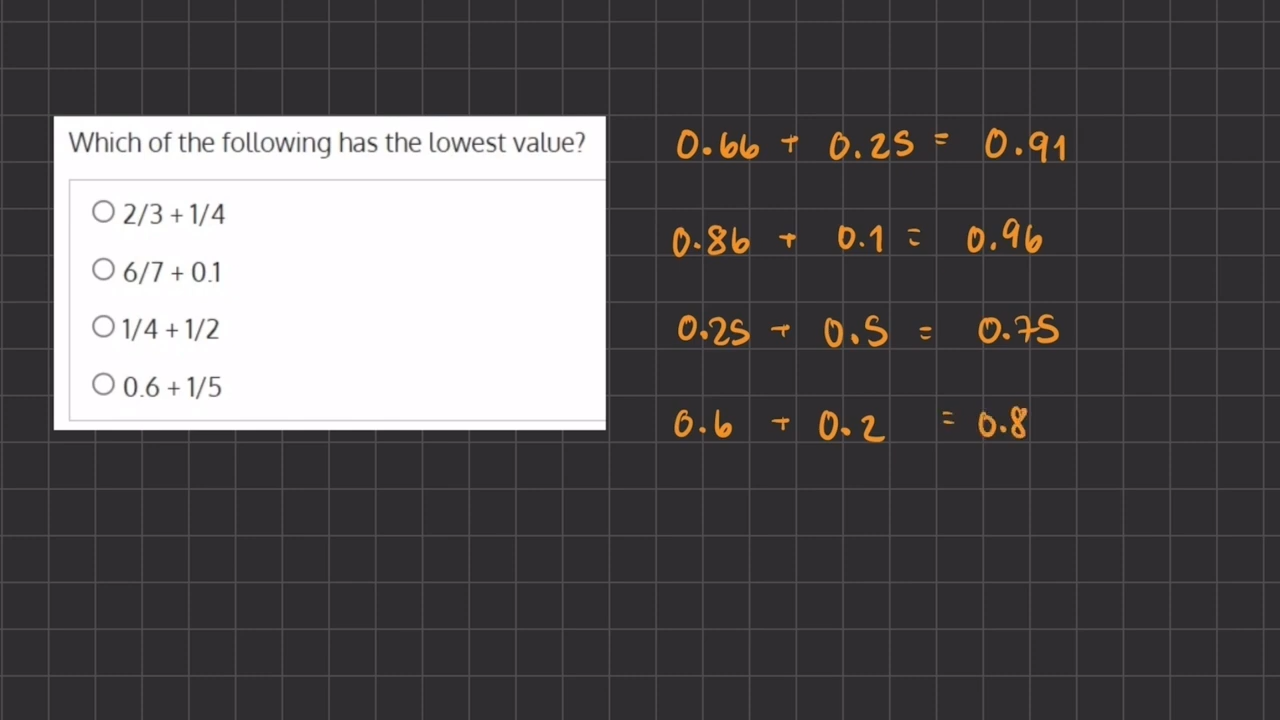 Which of the following has the lowest value?
2/3 + 1/4
6/7 + 0.1
1/4 + 1/2
0.6 + 1/5
0.66 + 0.25 = 0.91
0.86 + 0.1 = 0.96
0.25 + 0.5 = 0.75
0.6 + 0.2 = 0.8